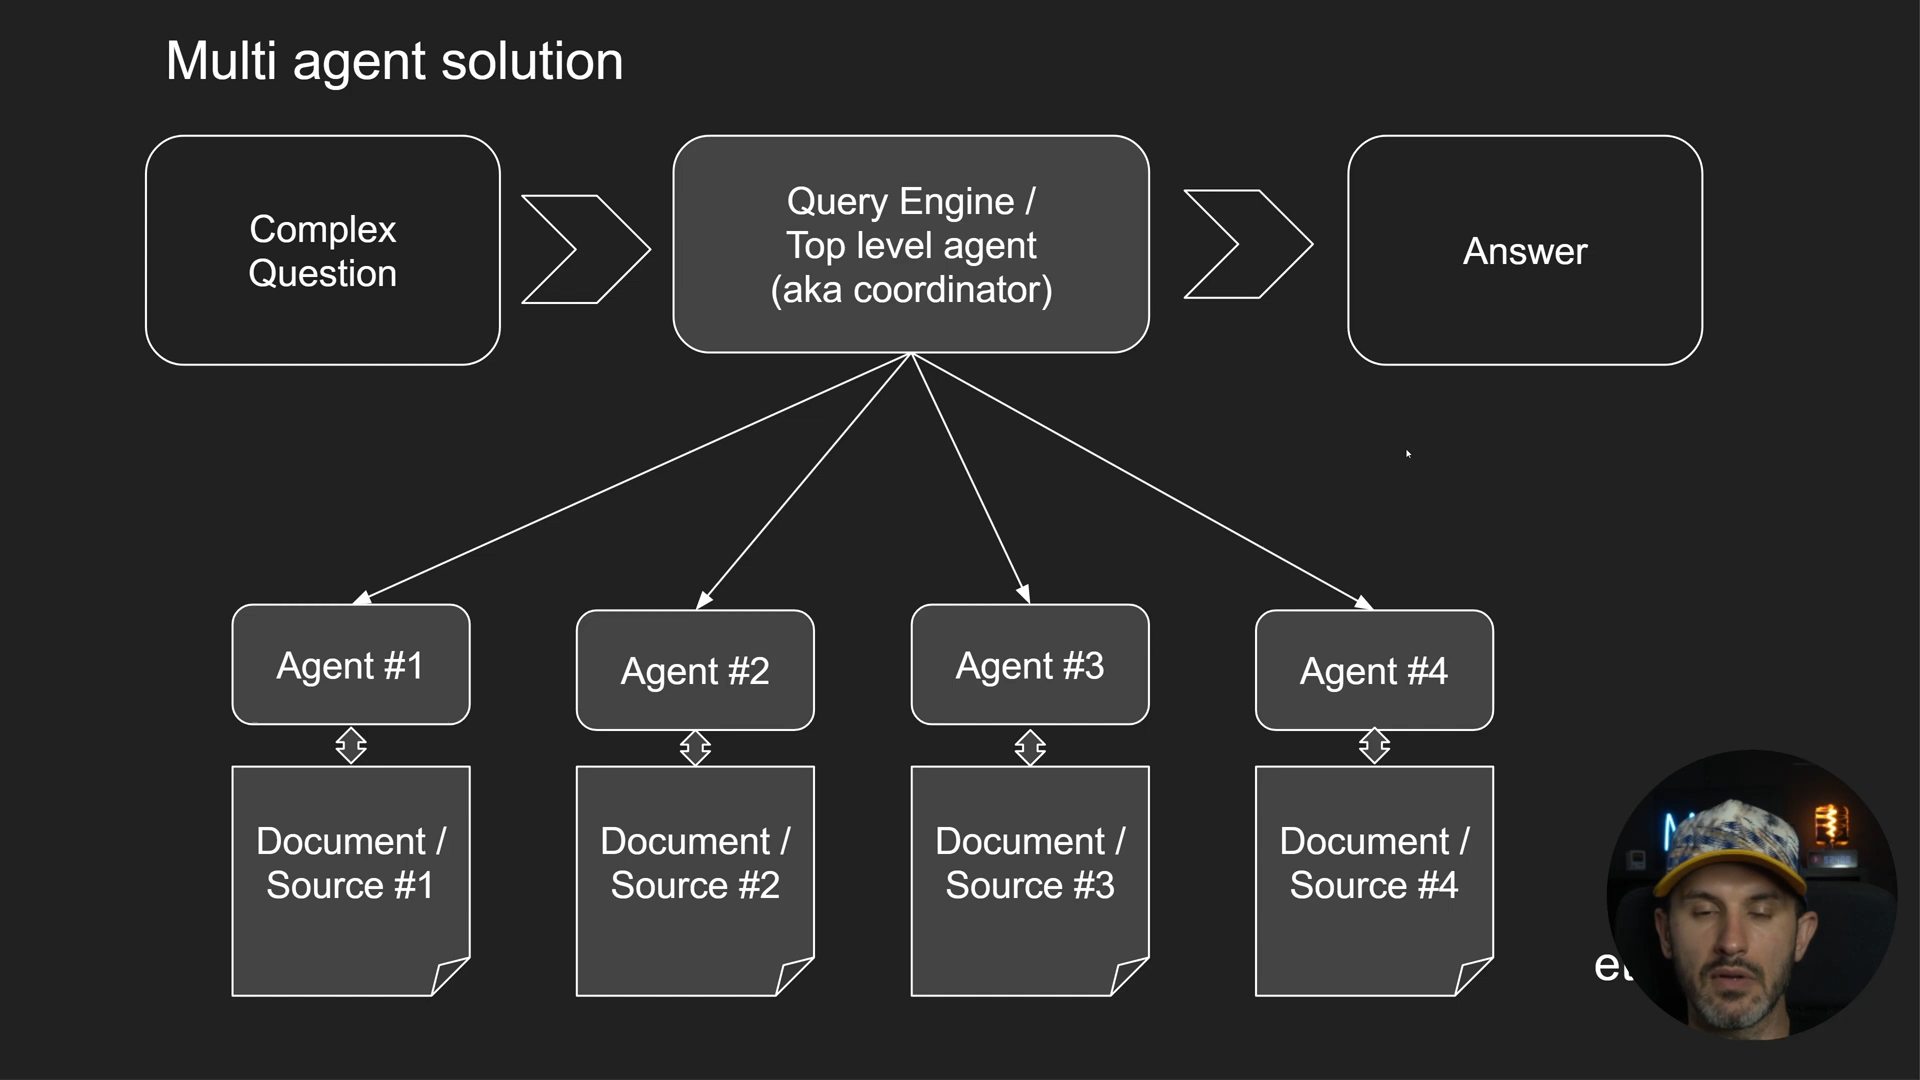 Multi agent solution
Complex
Question
Query Engine /
Top level agent
(aka coordinator)
Answer
Agent #1
Agent #2
Agent #3
Agent #4
Document /
Source #1
Document /
Source #2
Document /
Source #3
Document /
Source #4